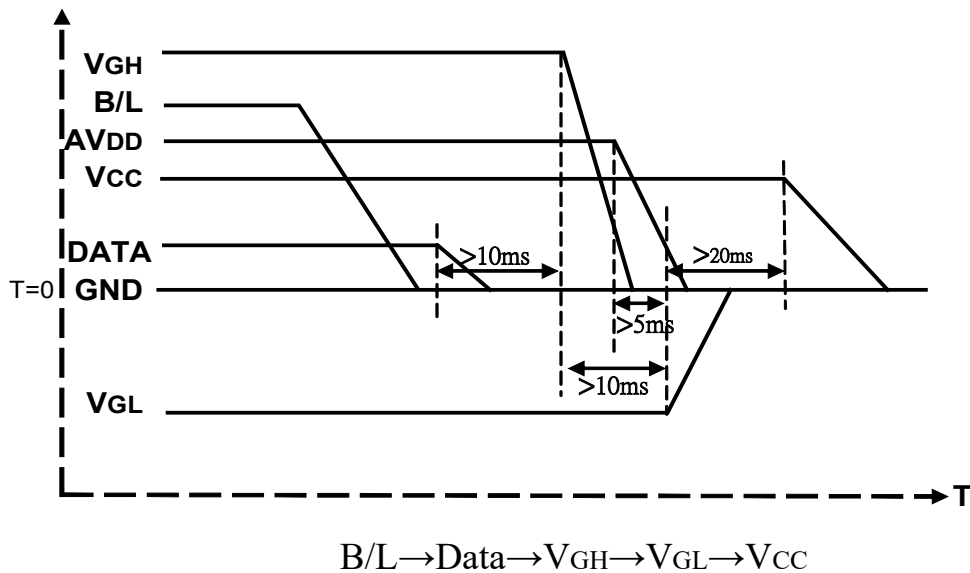 VGH
B/L
AVDD
VCC
DATA
>10ms
>20ms
T=0
GND
>5ms
>10ms
VGL
T
B/L→Data→VGH→VGL→VCC